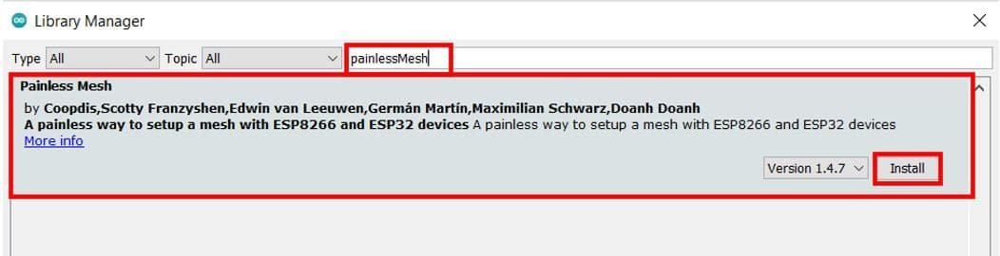 Library Manager
Type All Topic All painlessMesh
Painless Mesh
by Coopdis,Scotty Franzyshen,Edwin van Leeuwen,Germán Martín,Maximilian Schwarz,Doanh Doanh
A painless way to setup a mesh with ESP8266 and ESP32 devices A painless way to setup a mesh with ESP8266 and ESP32 devices
More info
Version 1.4.7 Install